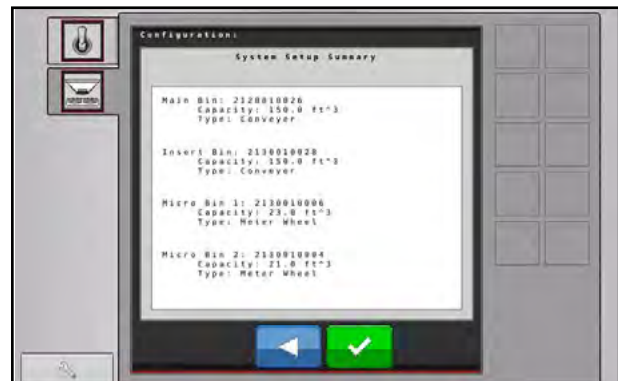 Configuration:
System Setup Summary
Main Bin: 2120010026
Capacity: 150.0 ft^3
Type: Conveyer
Insert Bin: 2130010028
Capacity: 150.0 ft^3
Type: Conveyer
Micro Bin 1: 2130010006
Capacity: 23.0 ft^3
Type: Meter Wheel
Micro Bin 2: 2130010004
Capacity: 21.0 ft^3
Type: Meter Wheel